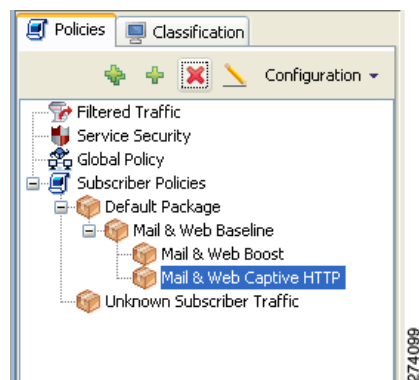 Policies Classification
Configuration
Filtered Traffic
Service Security
Global Policy
Subscriber Policies
Default Package
Mail & Web Baseline
Mail & Web Boost
Mail & Web Captive HTTP
Unknown Subscriber Traffic
274099